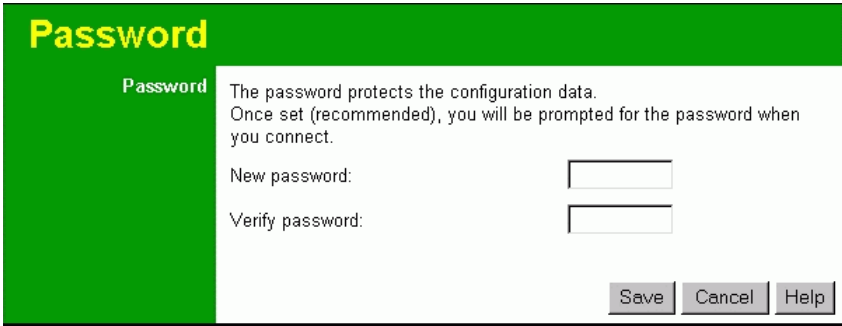 Password
Password
The password protects the configuration data.
Once set (recommended), you will be prompted for the password when
you connect.
New password:
Verify password:
Save Cancel Help